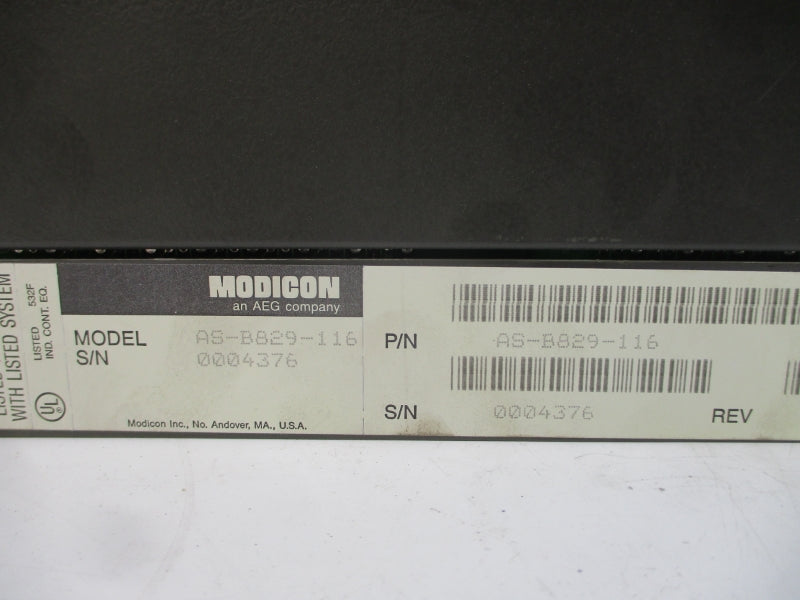 LISTED
WITH LISTED SYSTEM
LISTED 532F
IND. CONT. EQ.
UL
MODICON
an AEG company
MODEL AS-B829-116
S/N 0004376
Modicon Inc., No. Andover, MA., U.S.A.
P/N AS-B829-116
S/N 0004376 REV